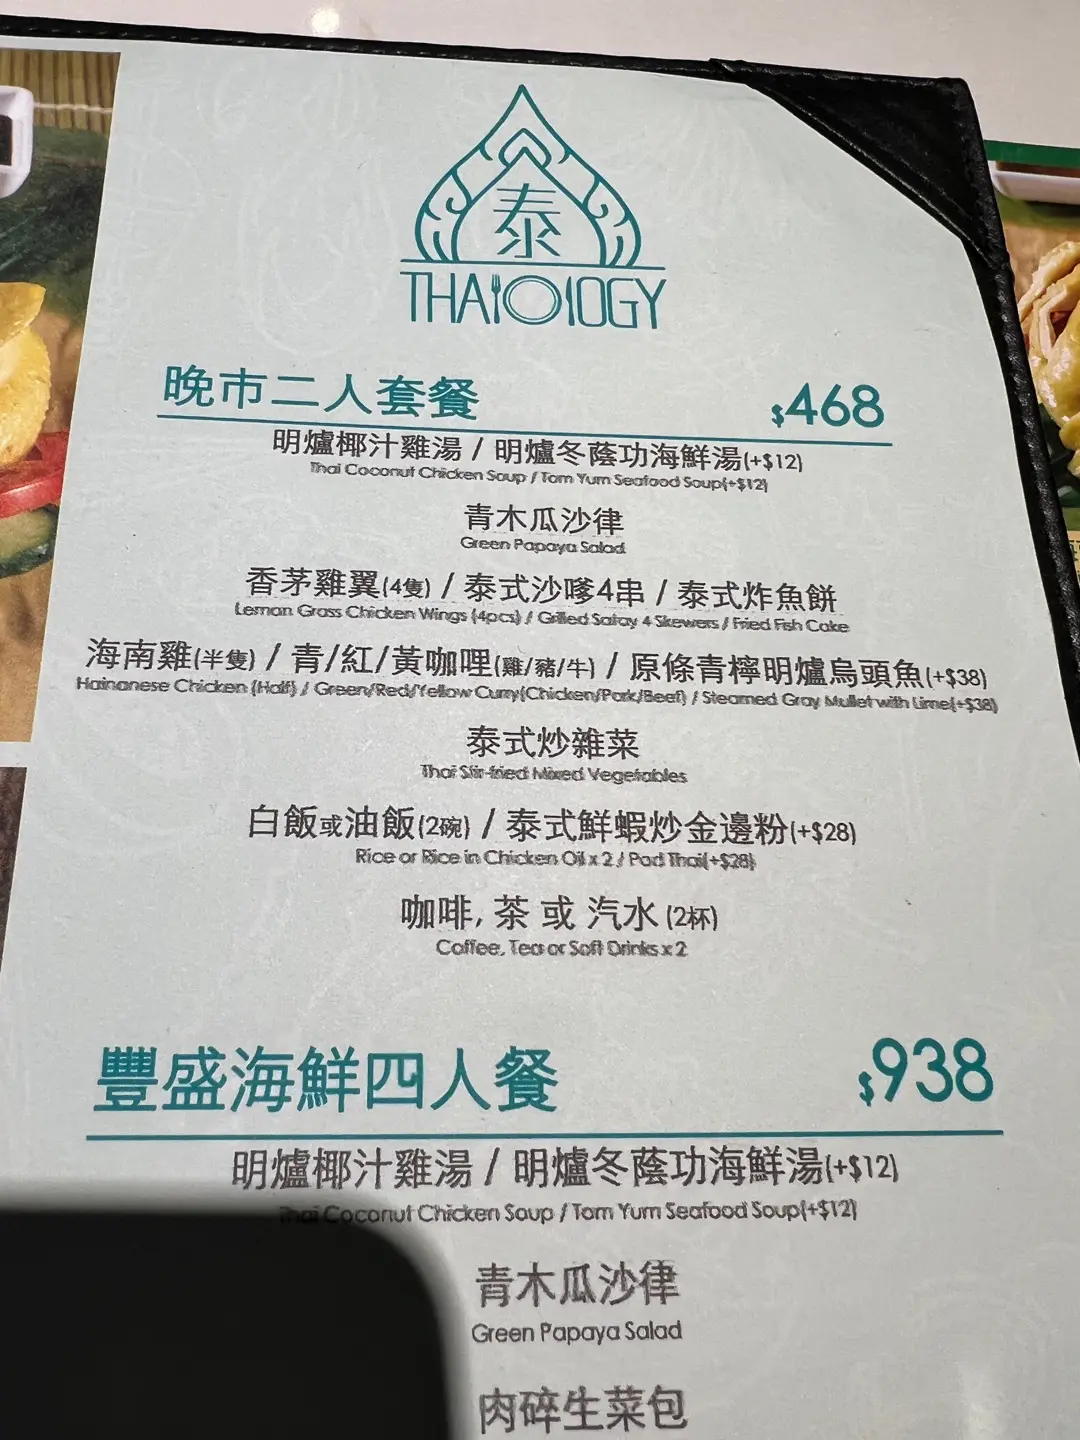 泰
THAIOLOGY
晚市二人套餐 $468
明爐椰汁雞湯 / 明爐冬蔭功海鮮湯(+$12)
Thai Coconut Chicken Soup / Tom Yum Seafood Soup(+$12)
青木瓜沙律
Green Papaya Salad
香茅雞翼(4隻) / 泰式沙嗲4串 / 泰式炸魚餅
Lemon Grass Chicken Wings (4pcs) / Grilled Satay 4 Skewers / Fried Fish Cake
海南雞(半隻) / 青/紅/黃咖哩(雞/豬/牛) / 原條青檸明爐烏頭魚(+$38)
Hainanese Chicken (Half) / Green/Red/Yellow Curry(Chicken/Pork/Beef) / Steamed Gray Mullet with Lime(+$38)
泰式炒雜菜
Thai Stir-fried Mixed Vegetables
白飯或油飯(2碗) / 泰式鮮蝦炒金邊粉(+$28)
Rice or Rice in Chicken Oil x 2 / Pad Thai(+$28)
咖啡, 茶 或 汽水 (2杯)
Coffee, Tea or Soft Drinks x 2
豐盛海鮮四人餐 $938
明爐椰汁雞湯 / 明爐冬蔭功海鮮湯(+$12)
Thai Coconut Chicken Soup / Tom Yum Seafood Soup(+$12)
青木瓜沙律
Green Papaya Salad
肉碎生菜包